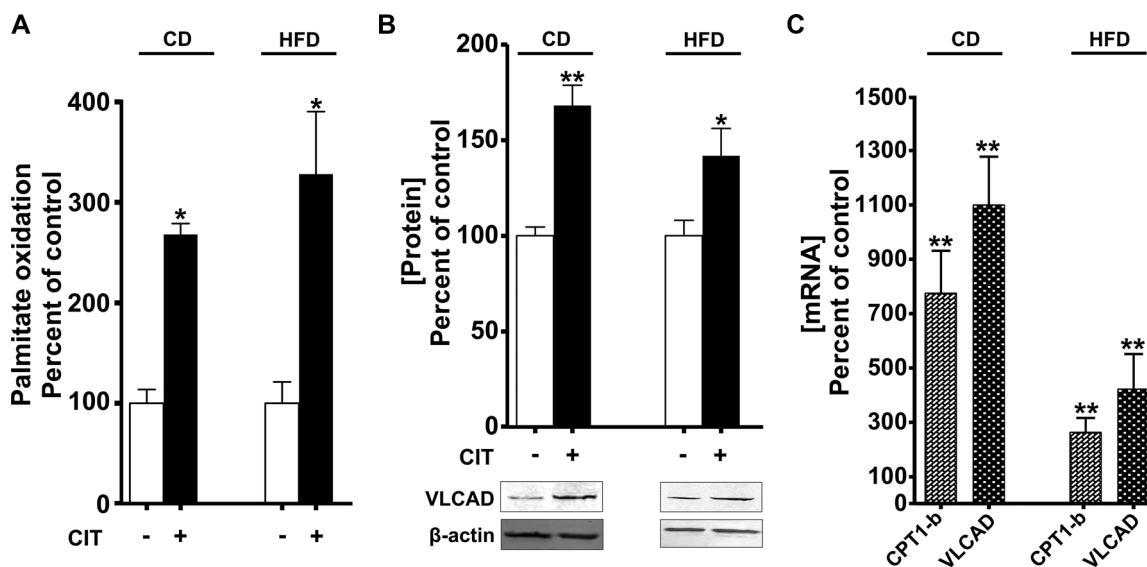 A
CD
HFD
Palmitate oxidation
Percent of control
400
300
200
100
0
*
*
CIT
-
+
-
+
B
CD
HFD
[Protein]
Percent of control
200
150
100
50
0
**
*
CIT
-
+
-
+
VLCAD
β-actin
C
CD
HFD
[mRNA]
Percent of control
1500
1300
1100
900
700
500
300
100
0
**
**
**
**
CPT1-b
VLCAD
CPT1-b
VLCAD